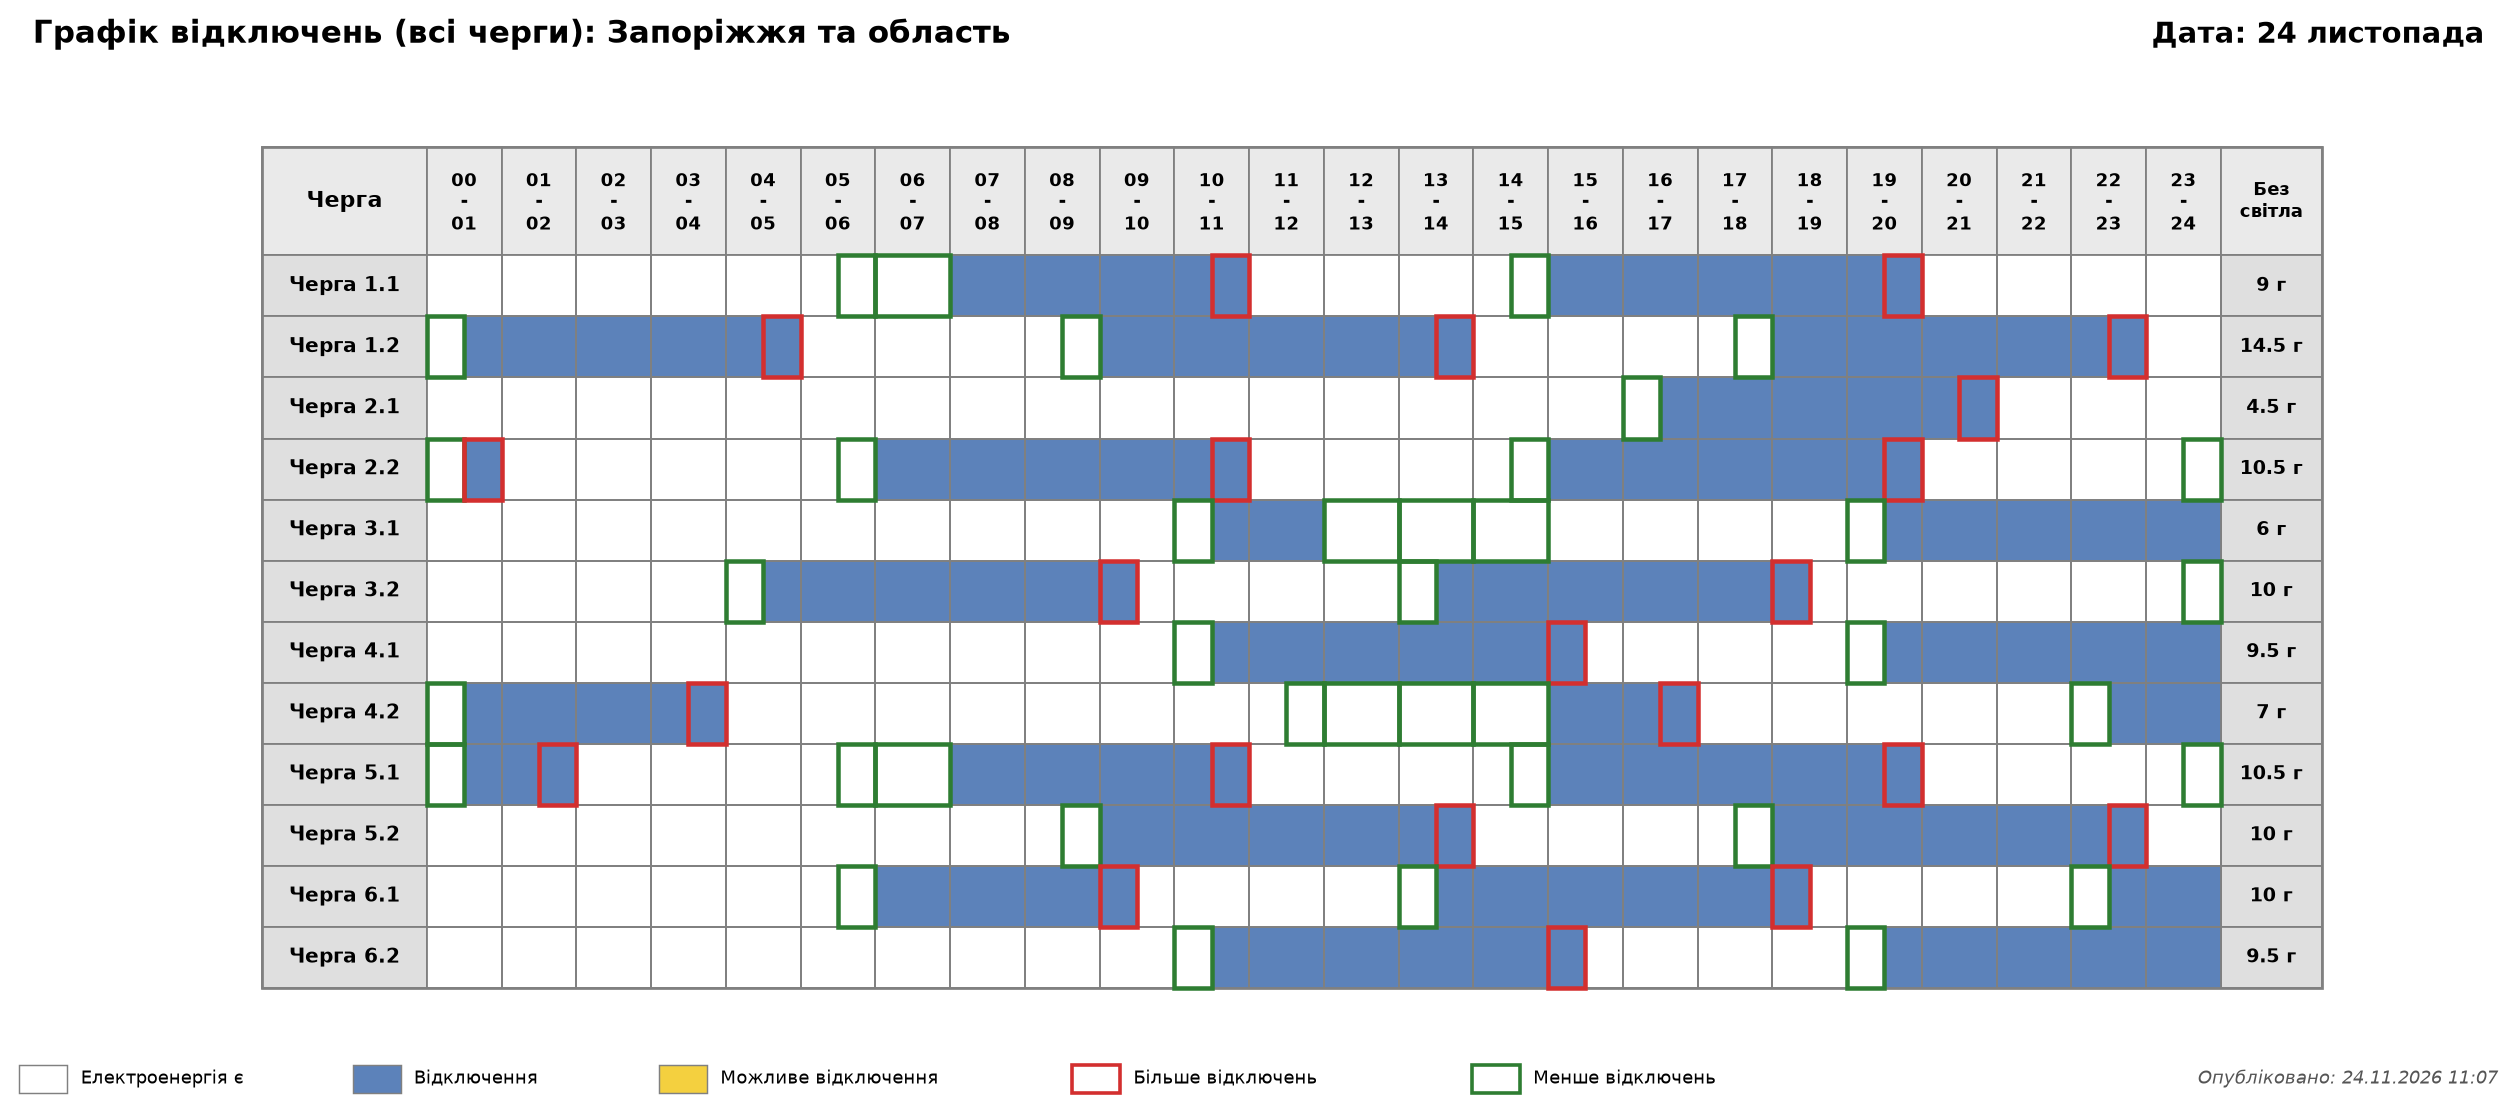 Графік відключень (всі черги): Запоріжжя та область
Дата: 24 листопада
Черга 00 - 01 01 - 02 02 - 03 03 - 04 04 - 05 05 - 06 06 - 07 07 - 08 08 - 09 09 - 10 10 - 11 11 - 12 12 - 13 13 - 14 14 - 15 15 - 16 16 - 17 17 - 18 18 - 19 19 - 20 20 - 21 21 - 22 22 - 23 23 - 24 Без світла
Черга 1.1 9 г
Черга 1.2 14.5 г
Черга 2.1 4.5 г
Черга 2.2 10.5 г
Черга 3.1 6 г
Черга 3.2 10 г
Черга 4.1 9.5 г
Черга 4.2 7 г
Черга 5.1 10.5 г
Черга 5.2 10 г
Черга 6.1 10 г
Черга 6.2 9.5 г
Електроенергія є Відключення Можливе відключення Більше відключень Менше відключень
Опубліковано: 24.11.2026 11:07